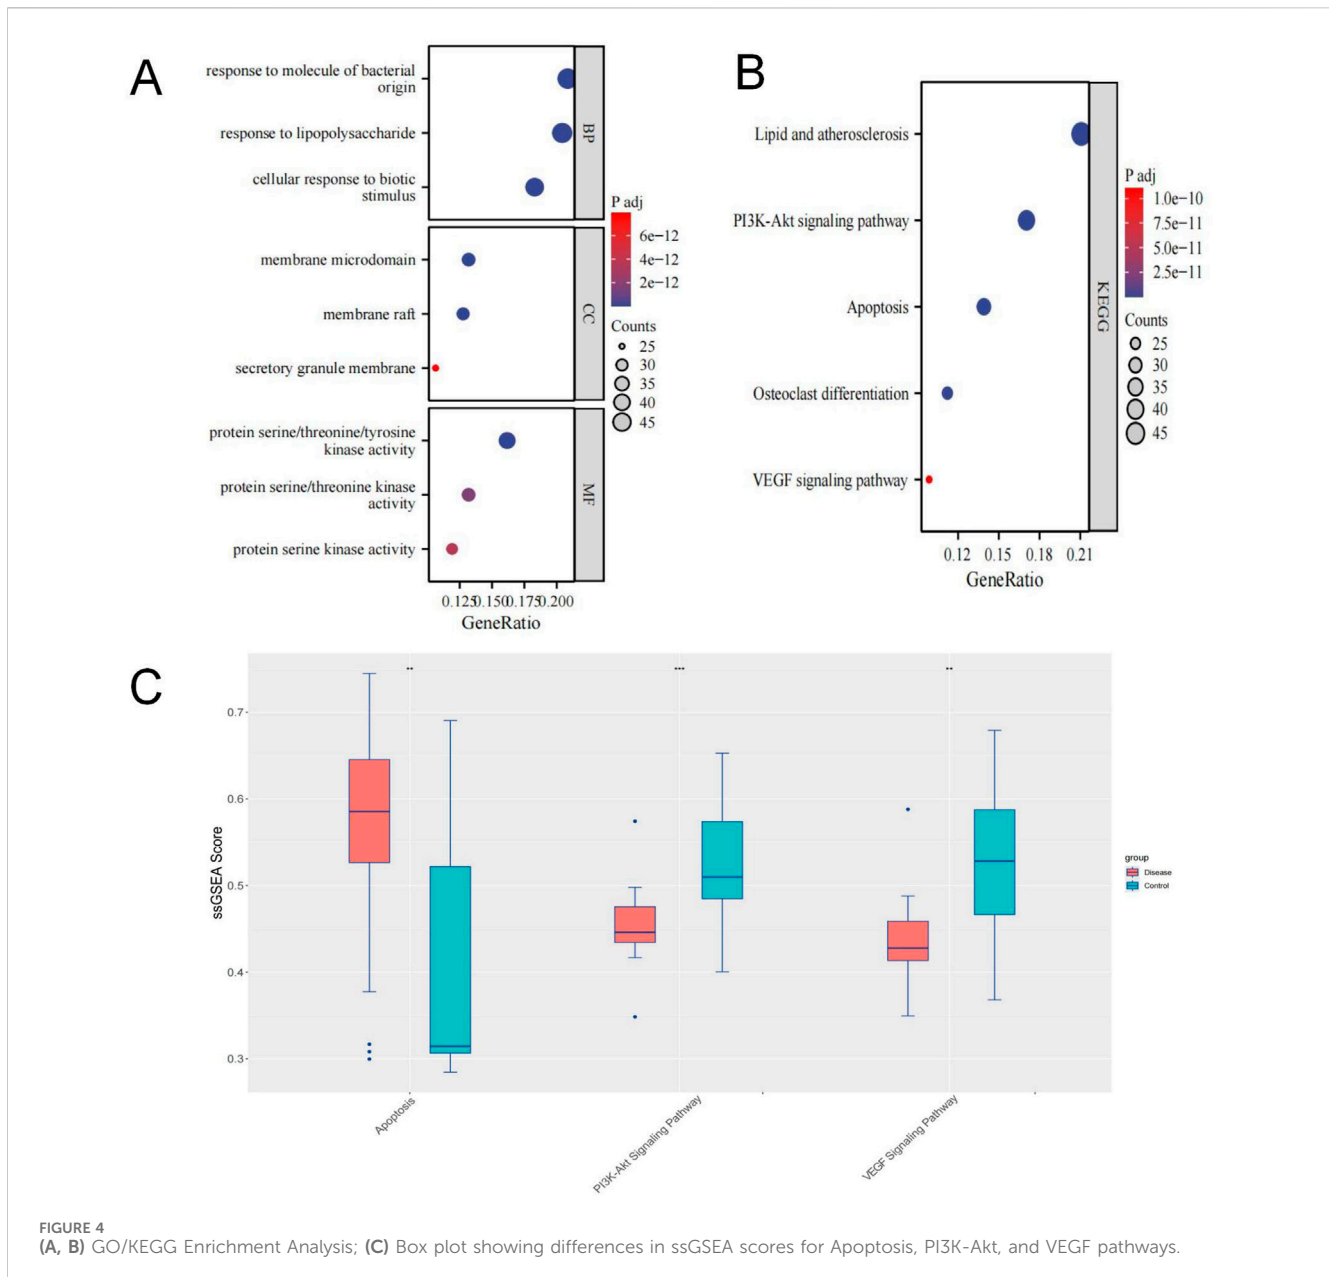 A
response to molecule of bacterial
origin
response to lipopolysaccharide
cellular response to biotic
stimulus
membrane microdomain
membrane raft
secretory granule membrane
protein serine/threonine/tyrosine
kinase activity
protein serine/threonine kinase
activity
protein serine kinase activity
BP
CC
MF
0.125 0.150 0.175 0.200
GeneRatio
P adj
6e−12
4e−12
2e−12
Counts
25
30
35
40
45
B
Lipid and atherosclerosis
PI3K-Akt signaling pathway
Apoptosis
Osteoclast differentiation
VEGF signaling pathway
KEGG
0.12 0.15 0.18 0.21
GeneRatio
P adj
1.0e−10
7.5e−11
5.0e−11
2.5e−11
Counts
25
30
35
40
45
C
ssGSEA Score
0.7
0.6
0.5
0.4
0.3
** *** **
Apoptosis
PI3K-Akt Signaling Pathway
VEGF Signaling Pathway
group
Disease
Control
FIGURE 4
(A, B) GO/KEGG Enrichment Analysis; (C) Box plot showing differences in ssGSEA scores for Apoptosis, PI3K-Akt, and VEGF pathways.